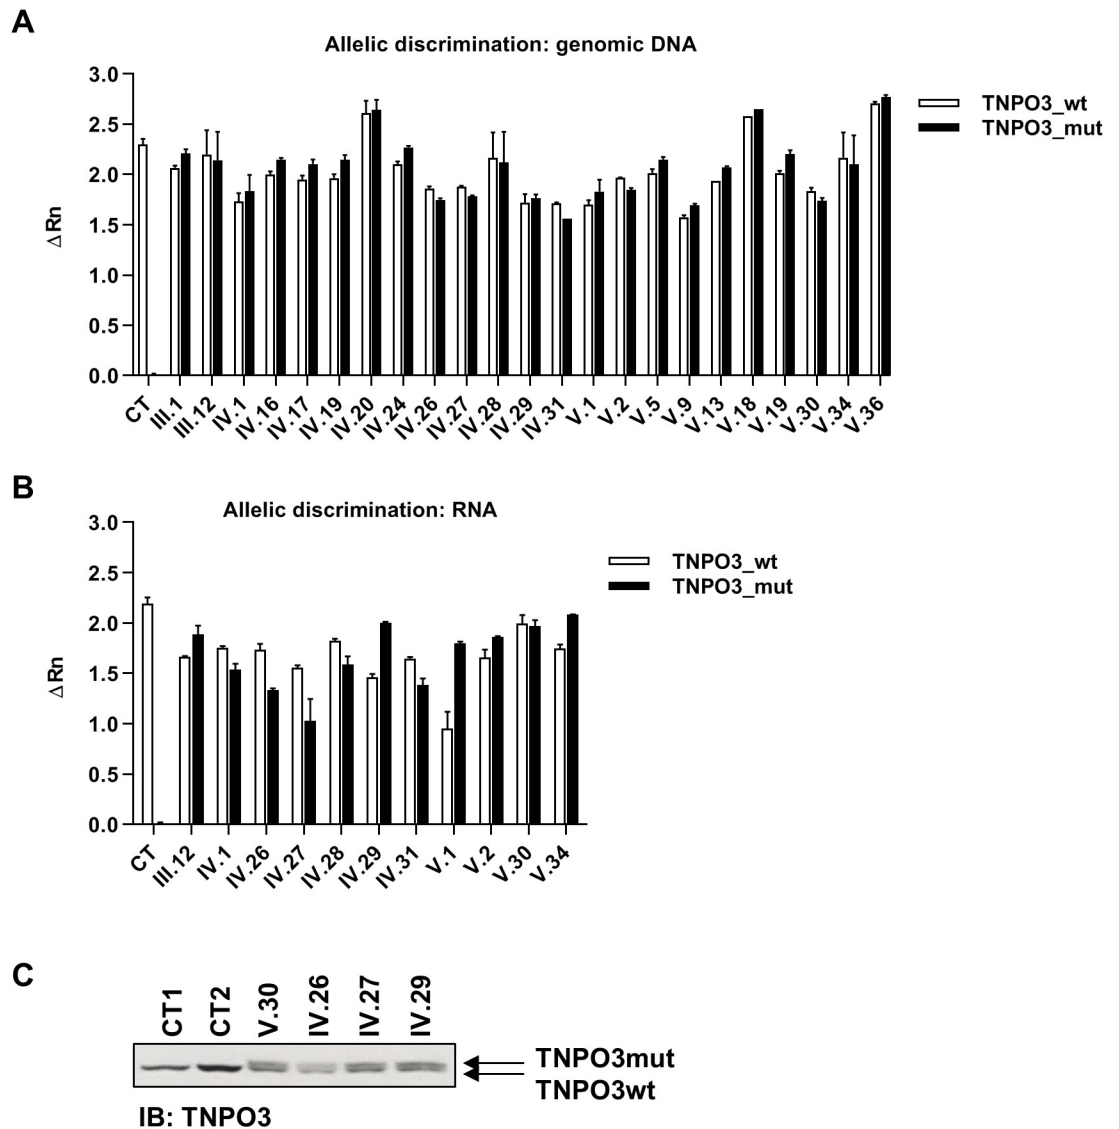 A
Allelic discrimination: genomic DNA
3.0
2.5
2.0
1.5
1.0
0.5
0.0
ΔRn
TNPO3_wt
TNPO3_mut
CT III.1 III.12 IV.1 IV.16 IV.17 IV.19 IV.20 IV.24 IV.26 IV.27 IV.28 IV.29 IV.31 V.1 V.2 V.5 V.9 V.13 V.18 V.19 V.30 V.34 V.36
B
Allelic discrimination: RNA
3.0
2.5
2.0
1.5
1.0
0.5
0.0
ΔRn
TNPO3_wt
TNPO3_mut
CT III.12 IV.1 IV.26 IV.27 IV.28 IV.29 IV.31 V.1 V.2 V.30 V.34
C
CT1 CT2 V.30 IV.26 IV.27 IV.29
TNPO3mut
TNPO3wt
IB: TNPO3